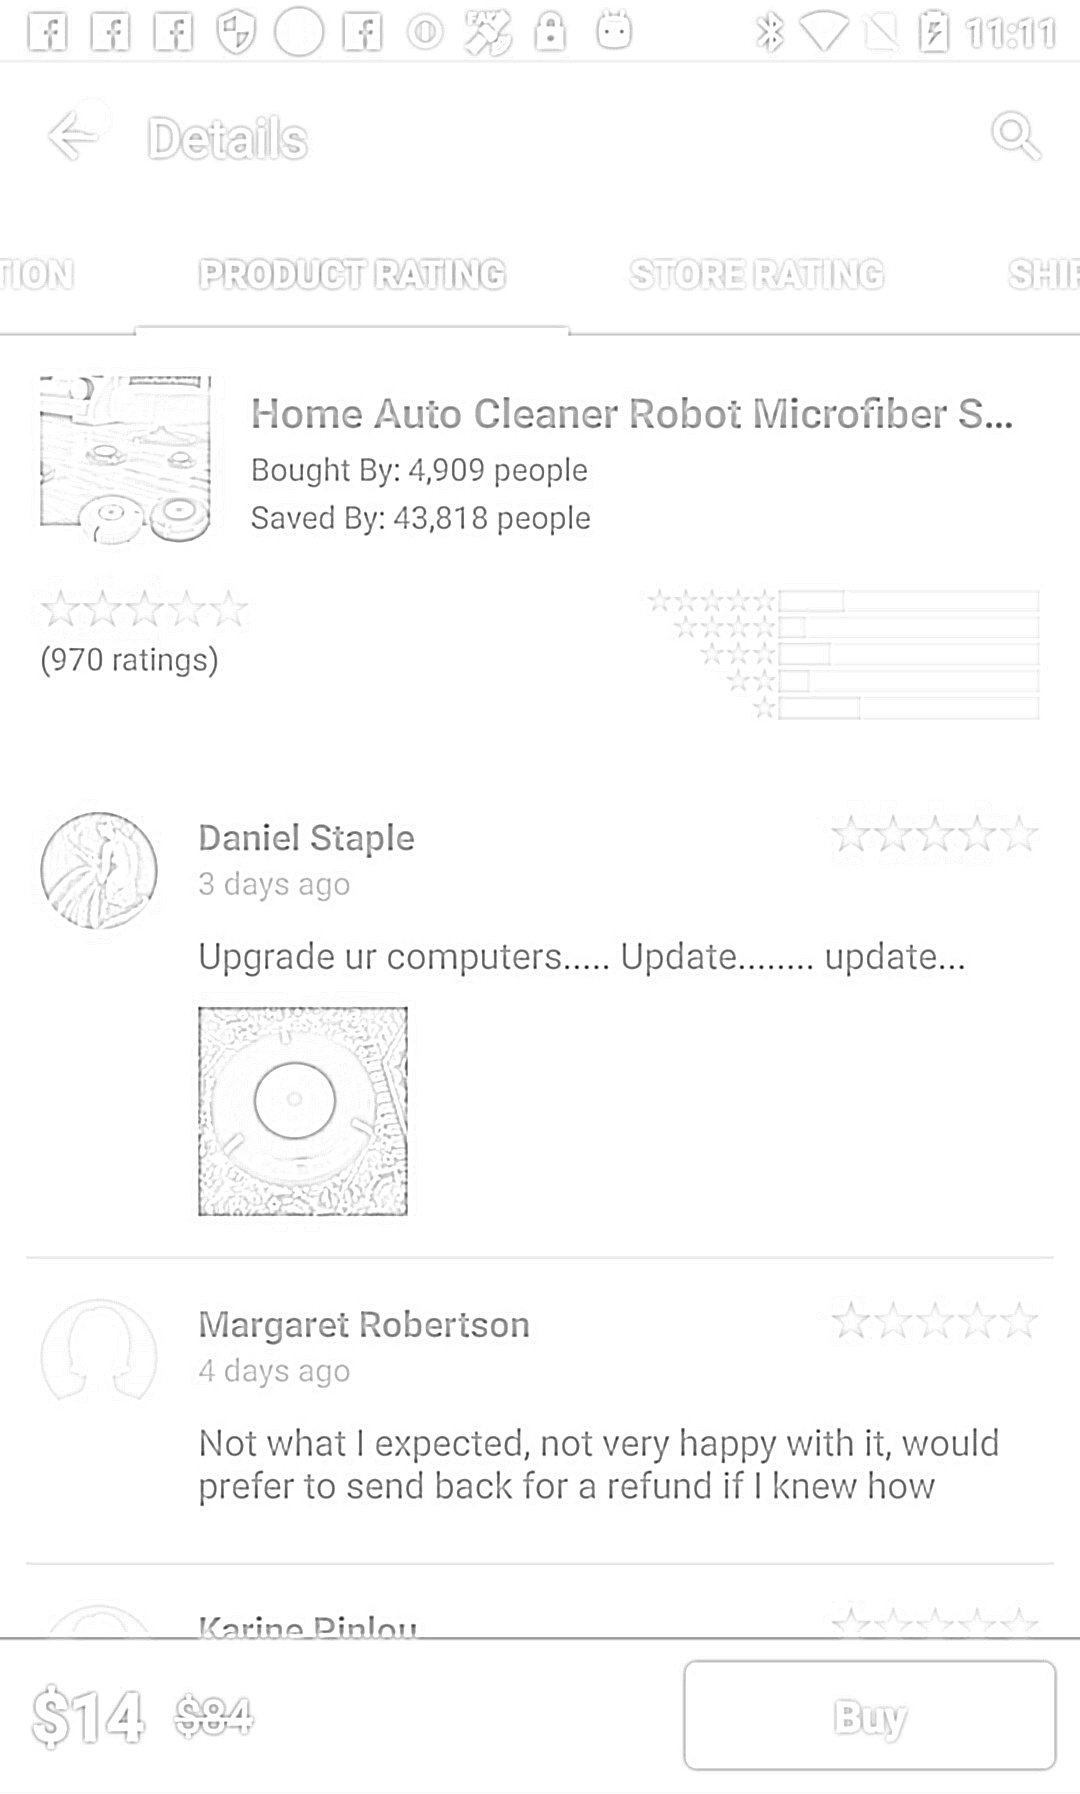 11:11
Details
TION PRODUCT RATING STORE RATING SHIP
Home Auto Cleaner Robot Microfiber S...
Bought By: 4,909 people
Saved By: 43,818 people
(970 ratings)
Daniel Staple
3 days ago
Upgrade ur computers..... Update........ update...
Margaret Robertson
4 days ago
Not what I expected, not very happy with it, would
prefer to send back for a refund if I knew how
Karine Pinlou
$14 $84 Buy